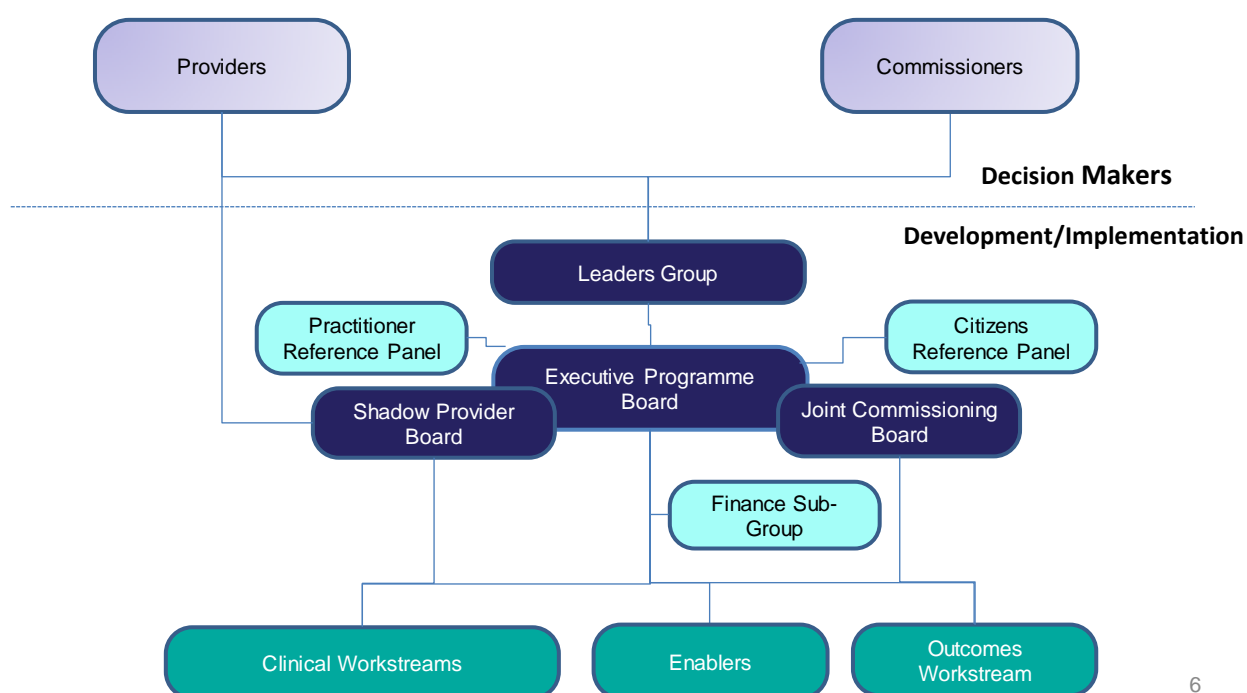 Providers
Commissioners
Decision Makers
Development/Implementation
Leaders Group
Practitioner
Reference Panel
Citizens
Reference Panel
Executive Programme
Board
Shadow Provider
Board
Joint Commissioning
Board
Finance Sub-
Group
Clinical Workstreams
Enablers
Outcomes
Workstream
6